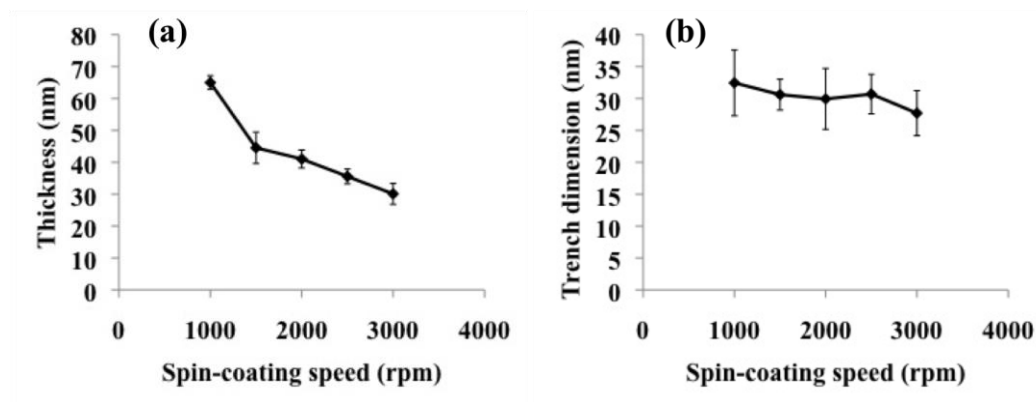 (a)
Thickness (nm)
80
70
60
50
40
30
20
10
0
0 1000 2000 3000 4000
Spin-coating speed (rpm)
(b)
Trench dimension (nm)
40
35
30
25
20
15
10
5
0
0 1000 2000 3000 4000
Spin-coating speed (rpm)